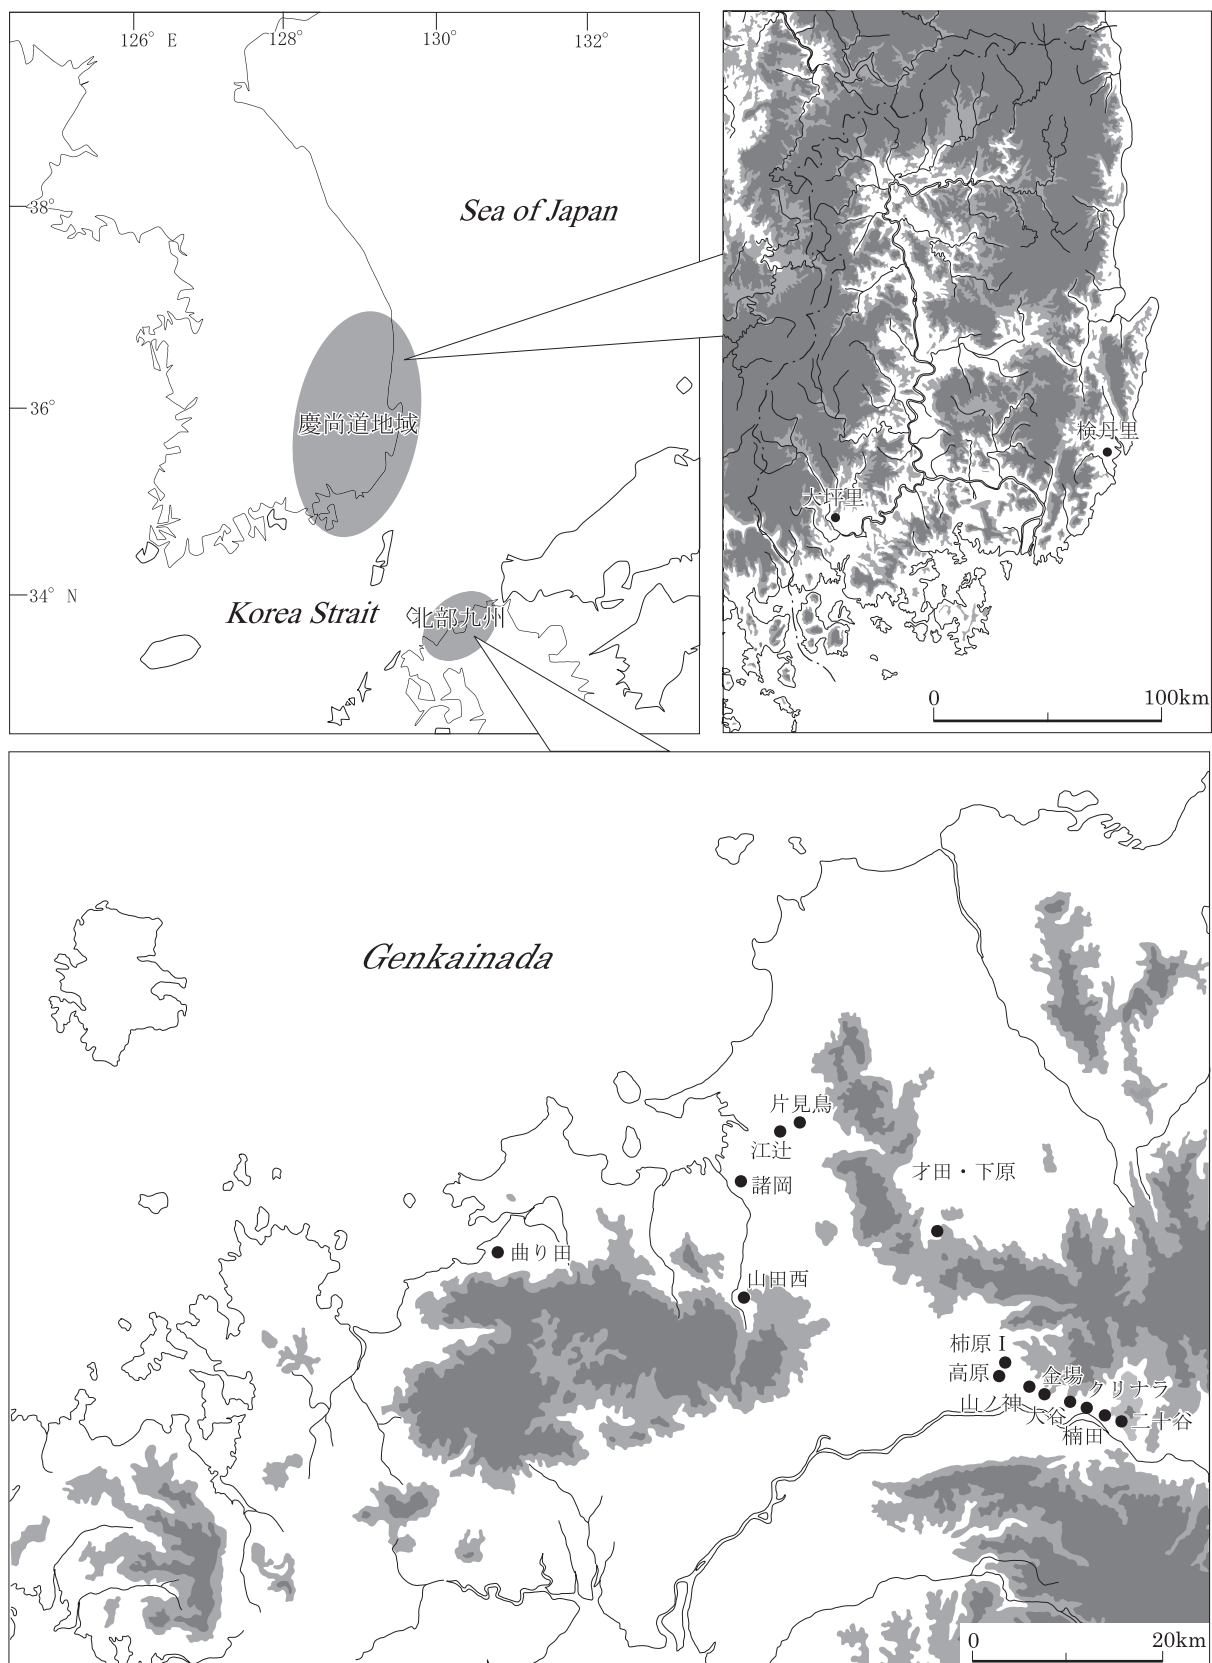 126° E
128°
130°
132°
38°
Sea of Japan
36°
慶尚道地域
34° N
Korea Strait
北部九州
検丹里
大坪里
0
100km
Genkainada
片見鳥
江辻
諸岡
才田・下原
曲り田
山田西
柿原Ⅰ
高原
金場
クリナラ
山ノ神
大谷
二十谷
楠田
0
20km